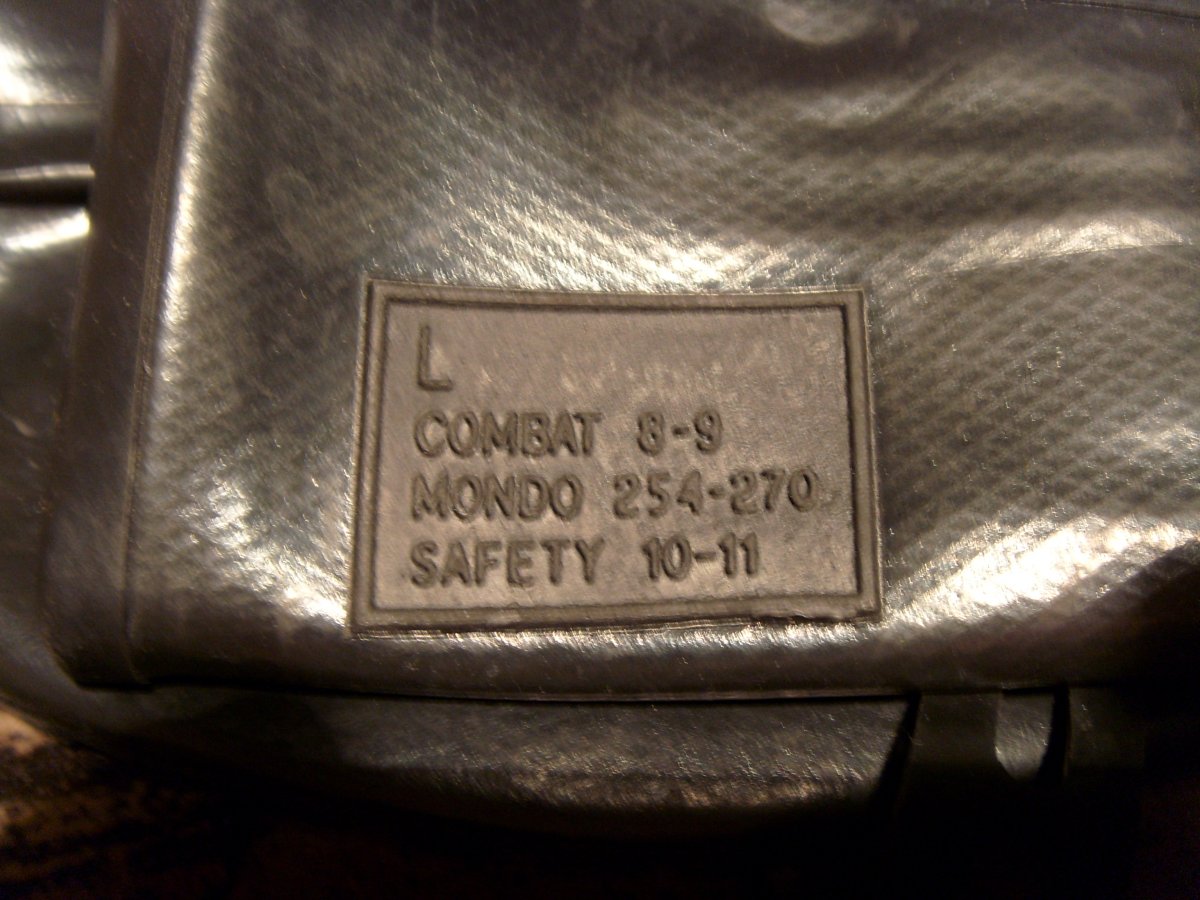 L
COMBAT 8-9
MONDO 254-270
SAFETY 10-11